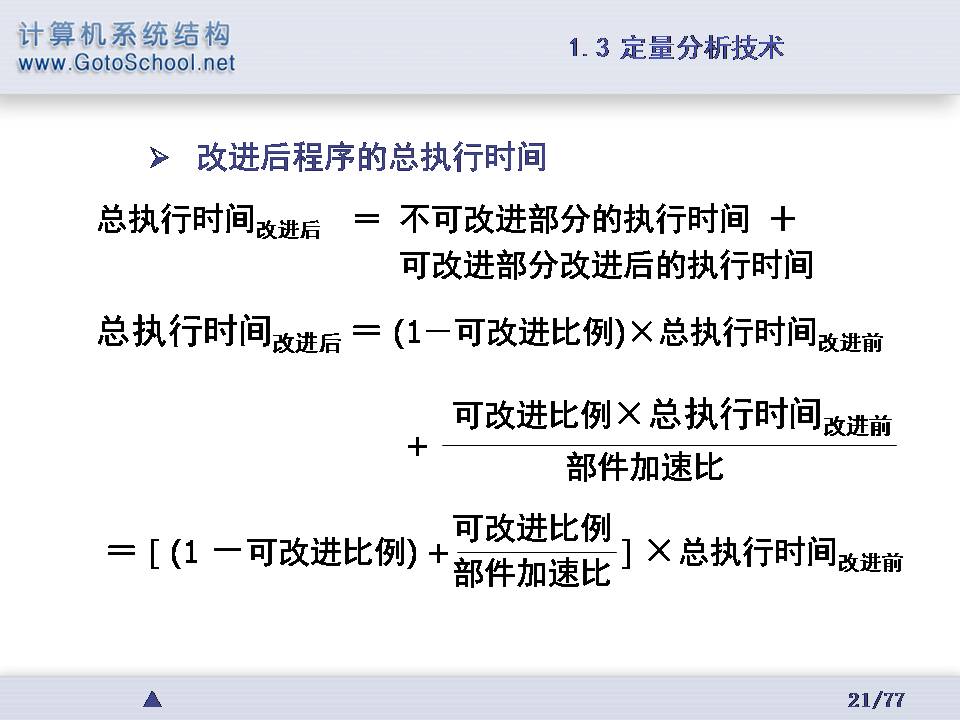 计算机系统结构
www.GotoSchool.net
1.3 定量分析技术
➢ 改进后程序的总执行时间
总执行时间改进后 ＝ 不可改进部分的执行时间 ＋
可改进部分改进后的执行时间
总执行时间改进后 ＝ (1－可改进比例)×总执行时间改进前
可改进比例×总执行时间改进前
+
部件加速比
可改进比例
＝ [ (1 －可改进比例) + ] ×总执行时间改进前
部件加速比
▲
21/77